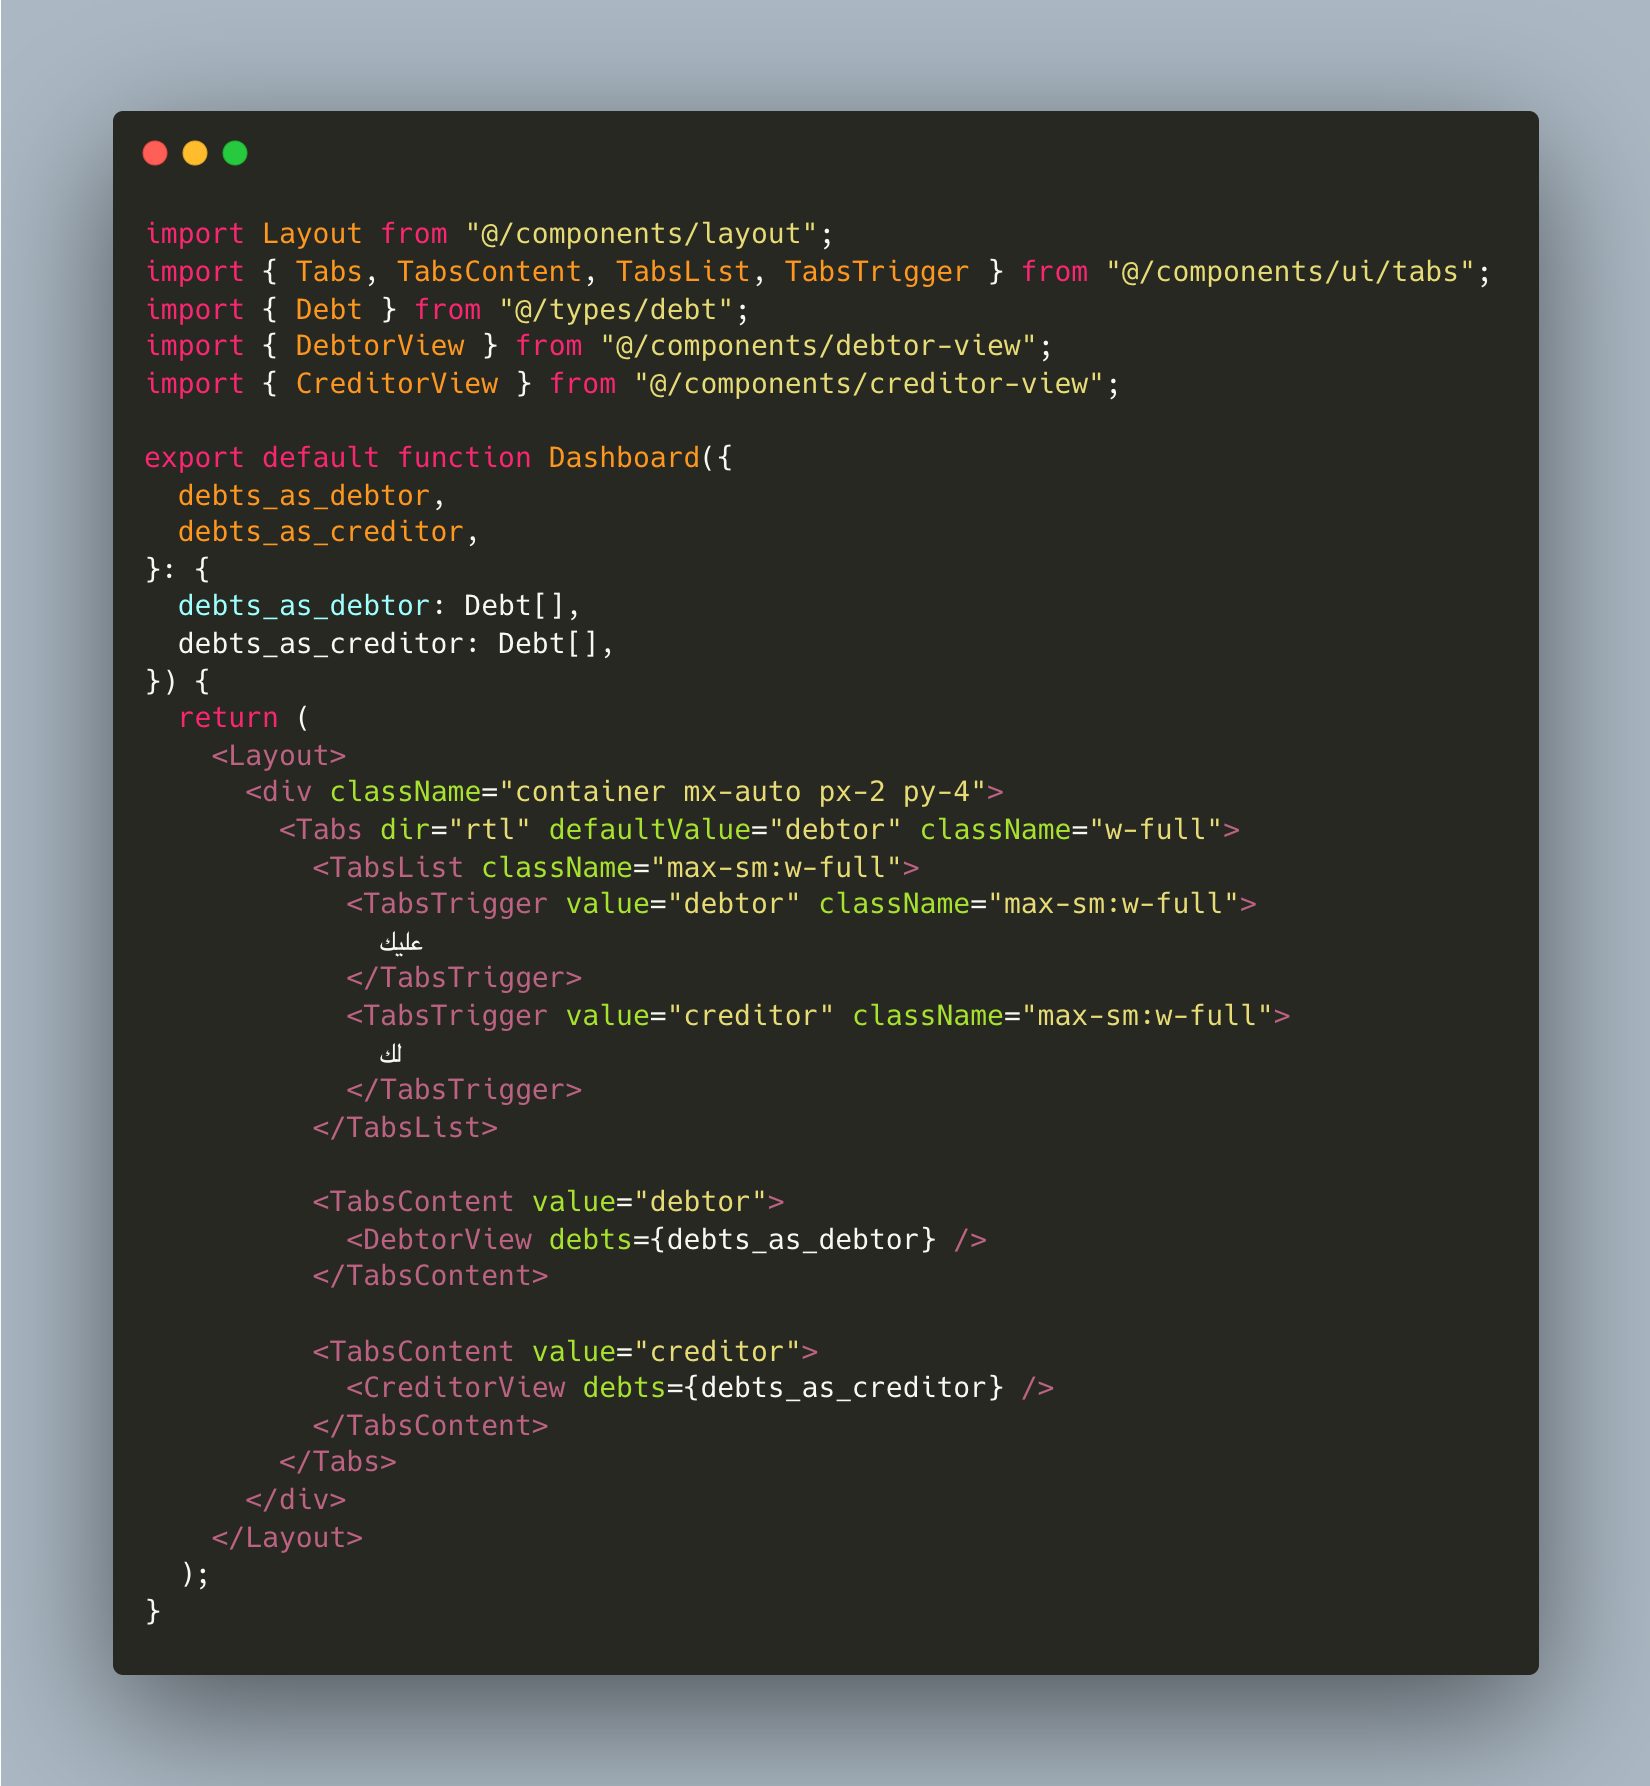 import Layout from "@/components/layout";
import { Tabs, TabsContent, TabsList, TabsTrigger } from "@/components/ui/tabs";
import { Debt } from "@/types/debt";
import { DebtorView } from "@/components/debtor-view";
import { CreditorView } from "@/components/creditor-view";

export default function Dashboard({
  debts_as_debtor,
  debts_as_creditor,
}: {
  debts_as_debtor: Debt[],
  debts_as_creditor: Debt[],
}) {
  return (
    <Layout>
      <div className="container mx-auto px-2 py-4">
        <Tabs dir="rtl" defaultValue="debtor" className="w-full">
          <TabsList className="max-sm:w-full">
            <TabsTrigger value="debtor" className="max-sm:w-full">
              عليك
            </TabsTrigger>
            <TabsTrigger value="creditor" className="max-sm:w-full">
              لك
            </TabsTrigger>
          </TabsList>

          <TabsContent value="debtor">
            <DebtorView debts={debts_as_debtor} />
          </TabsContent>

          <TabsContent value="creditor">
            <CreditorView debts={debts_as_creditor} />
          </TabsContent>
        </Tabs>
      </div>
    </Layout>
  );
}